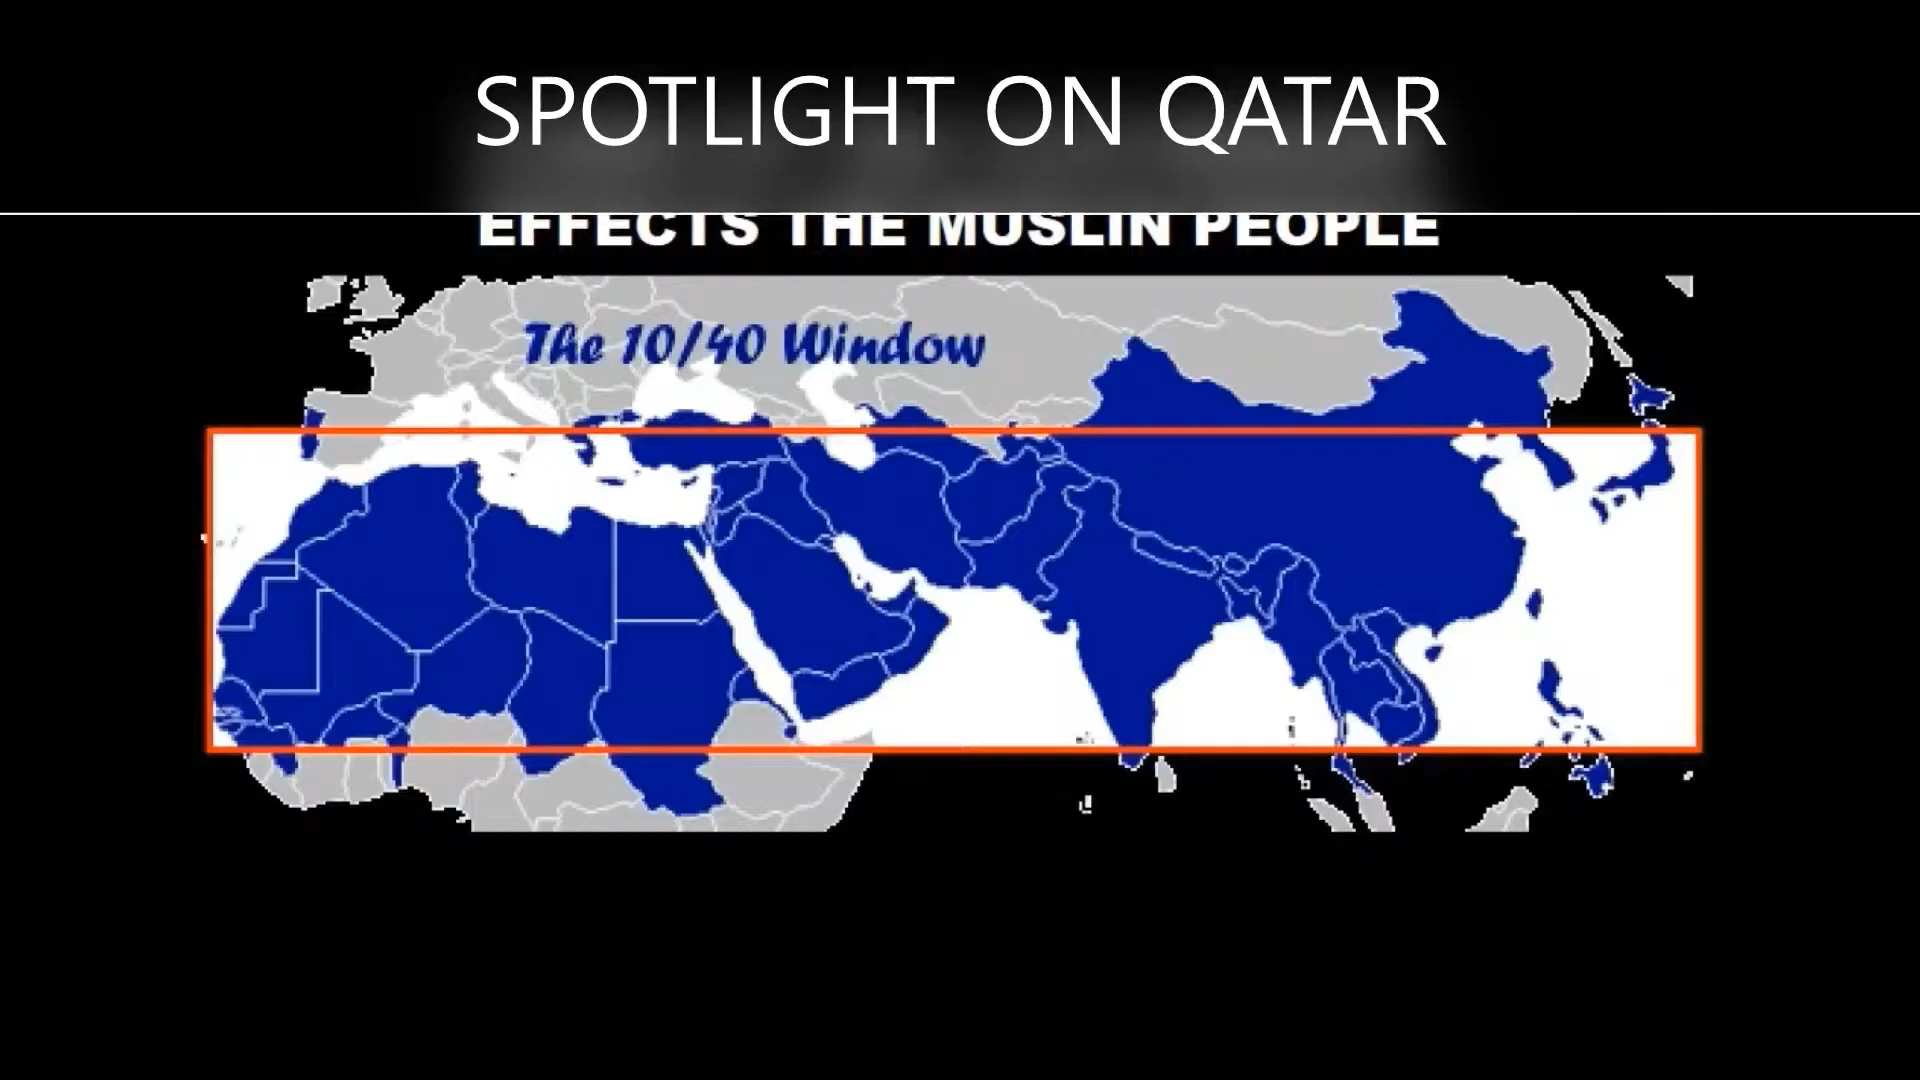 SPOTLIGHT ON QATAR
EFFECTS THE MUSLIN PEOPLE
The 10/40 Window